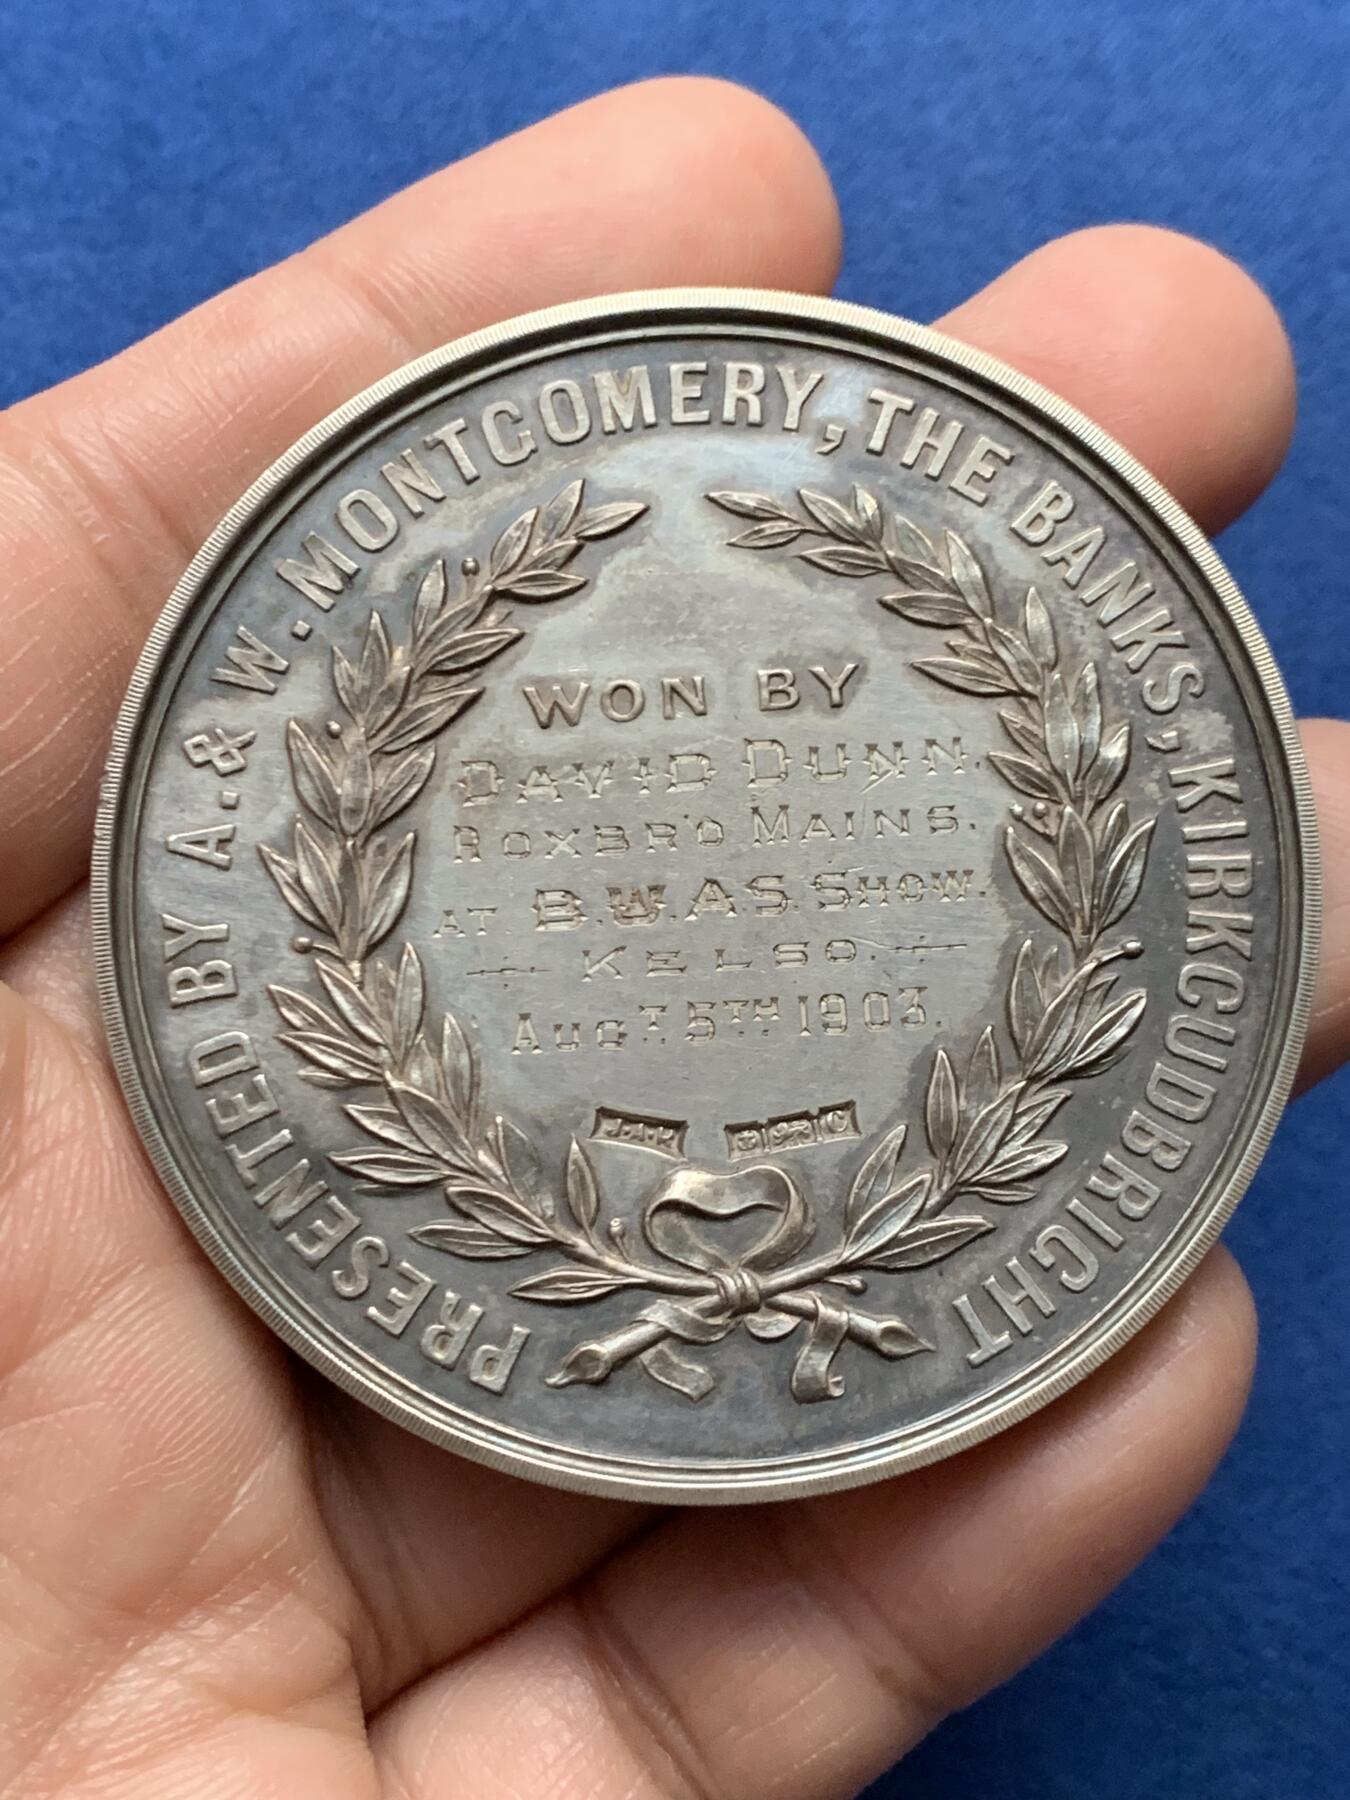 PRESENTED BY A. & W. MONTGOMERY, THE BANKS, KIRKCUDBRIGHT
WON BY
DAVID DUNN.
ROXBRO MAINS.
AT B.W.A.S. SHOW.
KELSO.
AUGT. 5TH 1903.
J.A.R